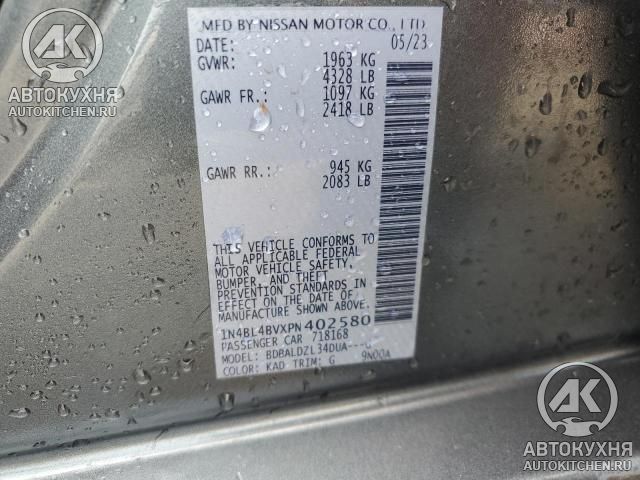 MFD BY NISSAN MOTOR CO., LTD
DATE: 05/23
GVWR: 1963 KG
4328 LB
GAWR FR.: 1097 KG
2418 LB
GAWR RR.: 945 KG
2083 LB
THIS VEHICLE CONFORMS TO
ALL APPLICABLE FEDERAL
MOTOR VEHICLE SAFETY,
BUMPER, AND THEFT
PREVENTION STANDARDS IN
EFFECT ON THE DATE OF
MANUFACTURE SHOWN ABOVE.
1N4BL4BVXPN402580
PASSENGER CAR 718168
MODEL: BDBALDZL34DUA---
COLOR: KAD TRIM: G 9N00A
AK
АВТОКУХНЯ
AUTOKITCHEN.RU
AK
АВТОКУХНЯ
AUTOKITCHEN.RU